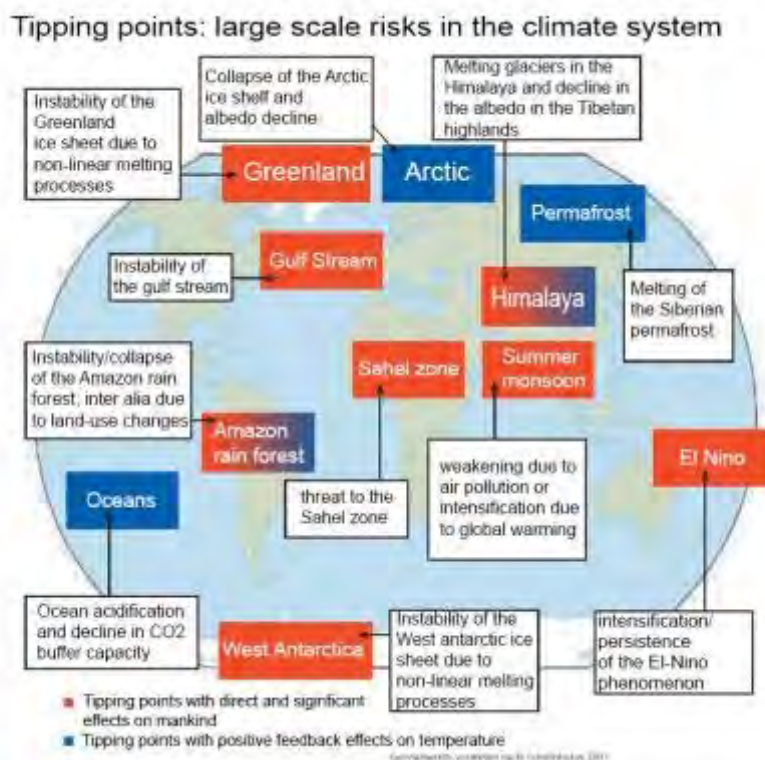 Tipping points: large scale risks in the climate system
Instability of the
Greenland
ice sheet due to
non-linear melting
processes
Collapse of the Arctic
ice shelf and
albedo decline
Melting glaciers in the
Himalaya and decline in
the albedo in the Tibetan
highlands
Greenland
Arctic
Permafrost
Gulf Stream
Instability of
the gulf stream
Himalaya
Melting of
the Siberian
permafrost
Instability/collapse
of the Amazon rain
forest, inter alia due
to land-use changes
Sahel zone
Summer
monsoon
Amazon
rain forest
El Nino
Oceans
threat to the
Sahel zone
weakening due to
air pollution or
intensification due
to global warming
Ocean acidification
and decline in CO2
buffer capacity
West Antarctica
Instability of the
West antarctic ice
sheet due to
non-linear melting
processes
intensification/
persistence
of the El-Nino
phenomenon
Tipping points with direct and significant
effects on mankind
Tipping points with positive feedback effects on temperature